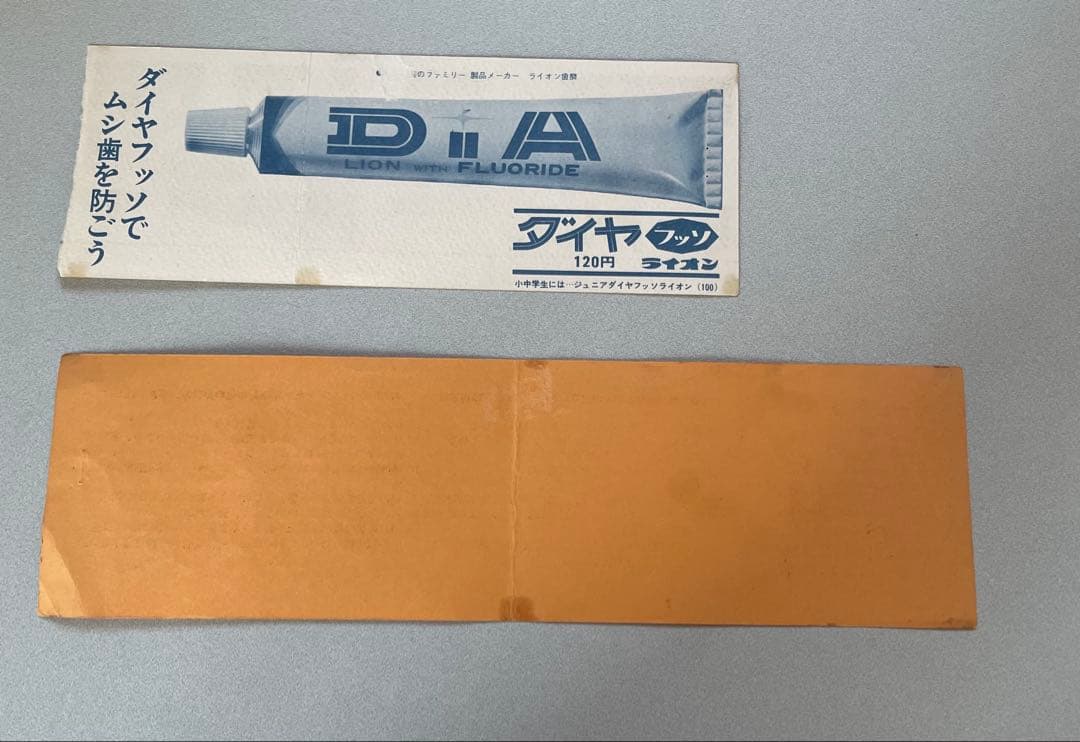 ダイヤフッソで
ムシ歯を防ごう
のファミリー 製品メーカー ライオン歯磨
DiA
LION WITH FLUORIDE
ダイヤ フッソ
120円 ライオン
小中学生には…ジュニアダイヤフッソライオン (100)